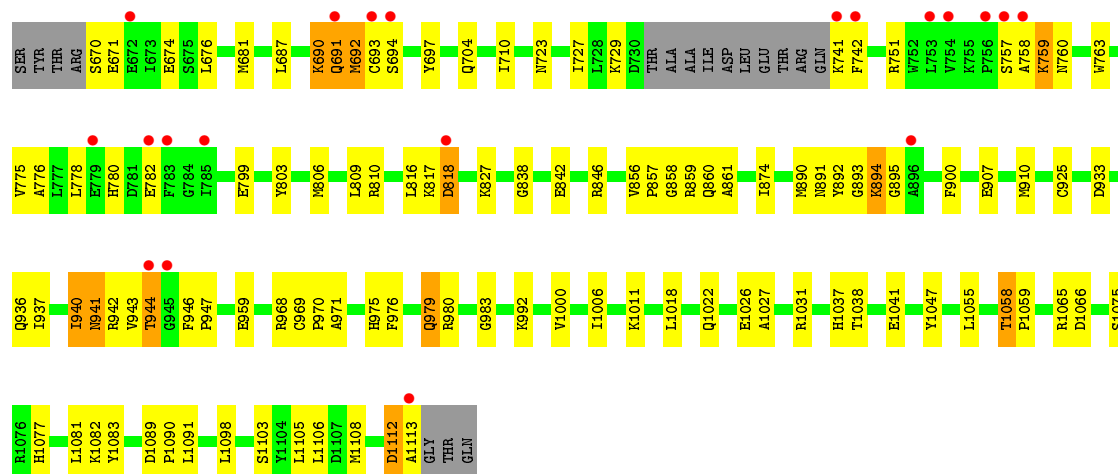 SER TYR THR ARG S670 E671 E672 I673 E674 S675 L676 M681 L687 K690 Q691 M692 C693 S694 Y697 Q704 I710 N723 I727 L728 K729 D730 THR ALA ALA ILE ASP LEU GLU THR ARG GLN K741 F742 R751 W752 L753 V754 K755 P756 S757 A758 K759 N760 W763
V775 A776 L777 L778 E779 H780 D781 E782 F783 G784 I785 E799 Y803 M806 L809 R810 L816 K817 D818 K827 G838 E842 R846 V856 P857 G858 R859 Q860 A861 I874 M890 N891 Y892 G893 K894 G895 A896 F900 E907 M910 C925 D933
Q936 I937 I940 N941 R942 V943 T944 G945 F946 P947 E959 R968 C969 P970 A971 H975 F976 Q979 R980 G983 K992 V1000 I1006 K1011 L1018 Q1022 E1026 A1027 R1031 H1037 T1038 E1041 Y1047 L1055 T1058 P1059 R1065 D1066 S1075
R1076 H1077 L1081 K1082 Y1083 D1089 P1090 L1091 L1098 S1103 Y1104 L1105 L1106 D1107 M1108 D1112 A1113 GLY THR GLN